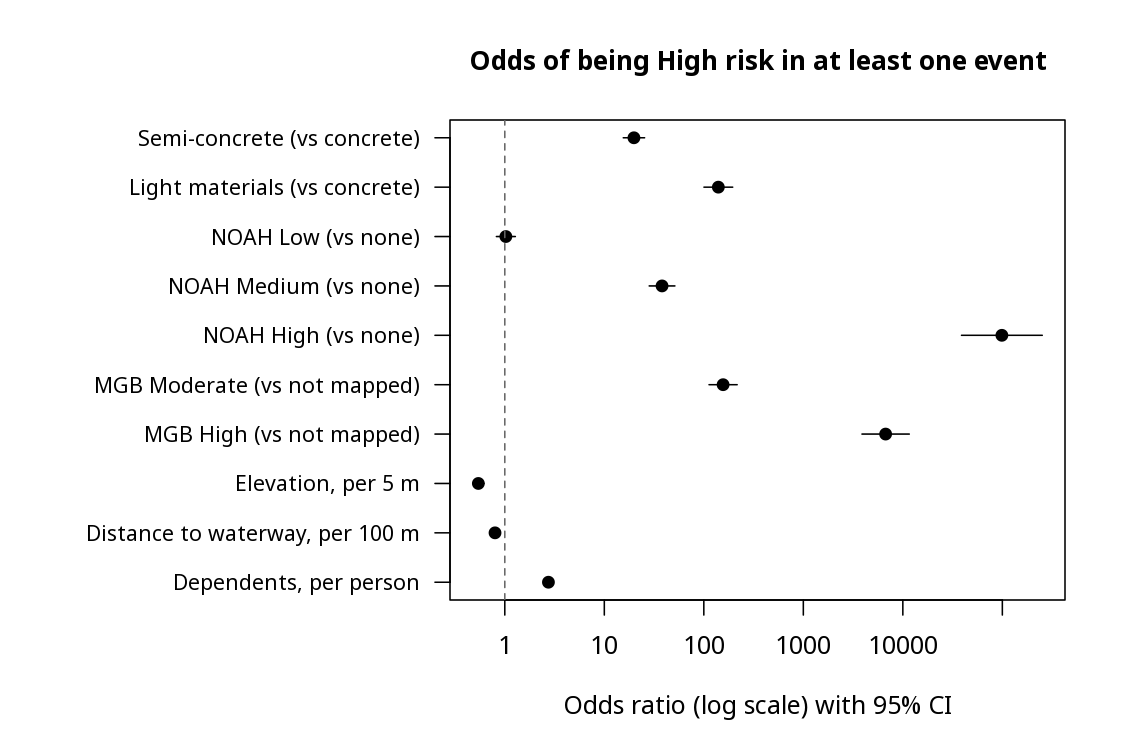 Odds of being High risk in at least one event
Semi-concrete (vs concrete)
Light materials (vs concrete)
NOAH Low (vs none)
NOAH Medium (vs none)
NOAH High (vs none)
MGB Moderate (vs not mapped)
MGB High (vs not mapped)
Elevation, per 5 m
Distance to waterway, per 100 m
Dependents, per person
1 10 100 1000 10000
Odds ratio (log scale) with 95% CI